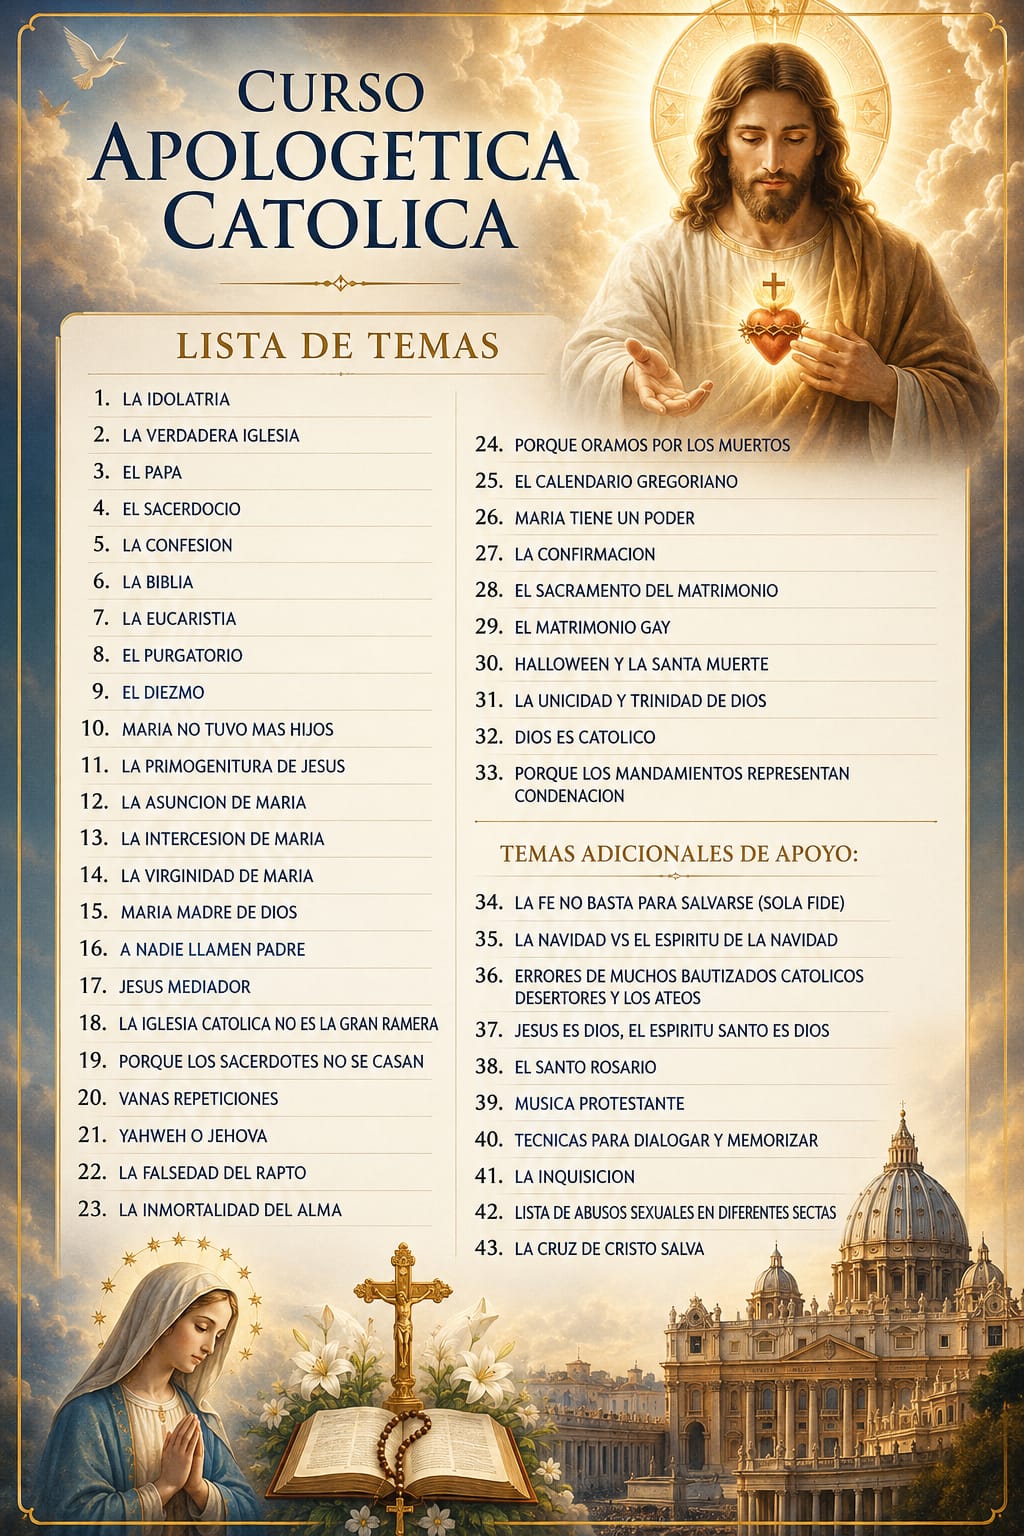 CURSO
APOLOGETICA
CATOLICA
LISTA DE TEMAS
1. LA IDOLATRIA
2. LA VERDADERA IGLESIA
3. EL PAPA
4. EL SACERDOCIO
5. LA CONFESION
6. LA BIBLIA
7. LA EUCARISTIA
8. EL PURGATORIO
9. EL DIEZMO
10. MARIA NO TUVO MAS HIJOS
11. LA PRIMOGENITURA DE JESUS
12. LA ASUNCION DE MARIA
13. LA INTERCESION DE MARIA
14. LA VIRGINIDAD DE MARIA
15. MARIA MADRE DE DIOS
16. A NADIE LLAMEN PADRE
17. JESUS MEDIADOR
18. LA IGLESIA CATOLICA NO ES LA GRAN RAMERA
19. PORQUE LOS SACERDOTES NO SE CASAN
20. VANAS REPETICIONES
21. YAHWEH O JEHOVA
22. LA FALSEDAD DEL RAPTO
23. LA INMORTALIDAD DEL ALMA
24. PORQUE ORAMOS POR LOS MUERTOS
25. EL CALENDARIO GREGORIANO
26. MARIA TIENE UN PODER
27. LA CONFIRMACION
28. EL SACRAMENTO DEL MATRIMONIO
29. EL MATRIMONIO GAY
30. HALLOWEEN Y LA SANTA MUERTE
31. LA UNICIDAD Y TRINIDAD DE DIOS
32. DIOS ES CATOLICO
33. PORQUE LOS MANDAMIENTOS REPRESENTAN
CONDENACION
TEMAS ADICIONALES DE APOYO:
34. LA FE NO BASTA PARA SALVARSE (SOLA FIDE)
35. LA NAVIDAD VS EL ESPIRITU DE LA NAVIDAD
36. ERRORES DE MUCHOS BAUTIZADOS CATOLICOS
DESERTORES Y LOS ATEOS
37. JESUS ES DIOS, EL ESPIRITU SANTO ES DIOS
38. EL SANTO ROSARIO
39. MUSICA PROTESTANTE
40. TECNICAS PARA DIALOGAR Y MEMORIZAR
41. LA INQUISICION
42. LISTA DE ABUSOS SEXUALES EN DIFERENTES SECTAS
43. LA CRUZ DE CRISTO SALVA